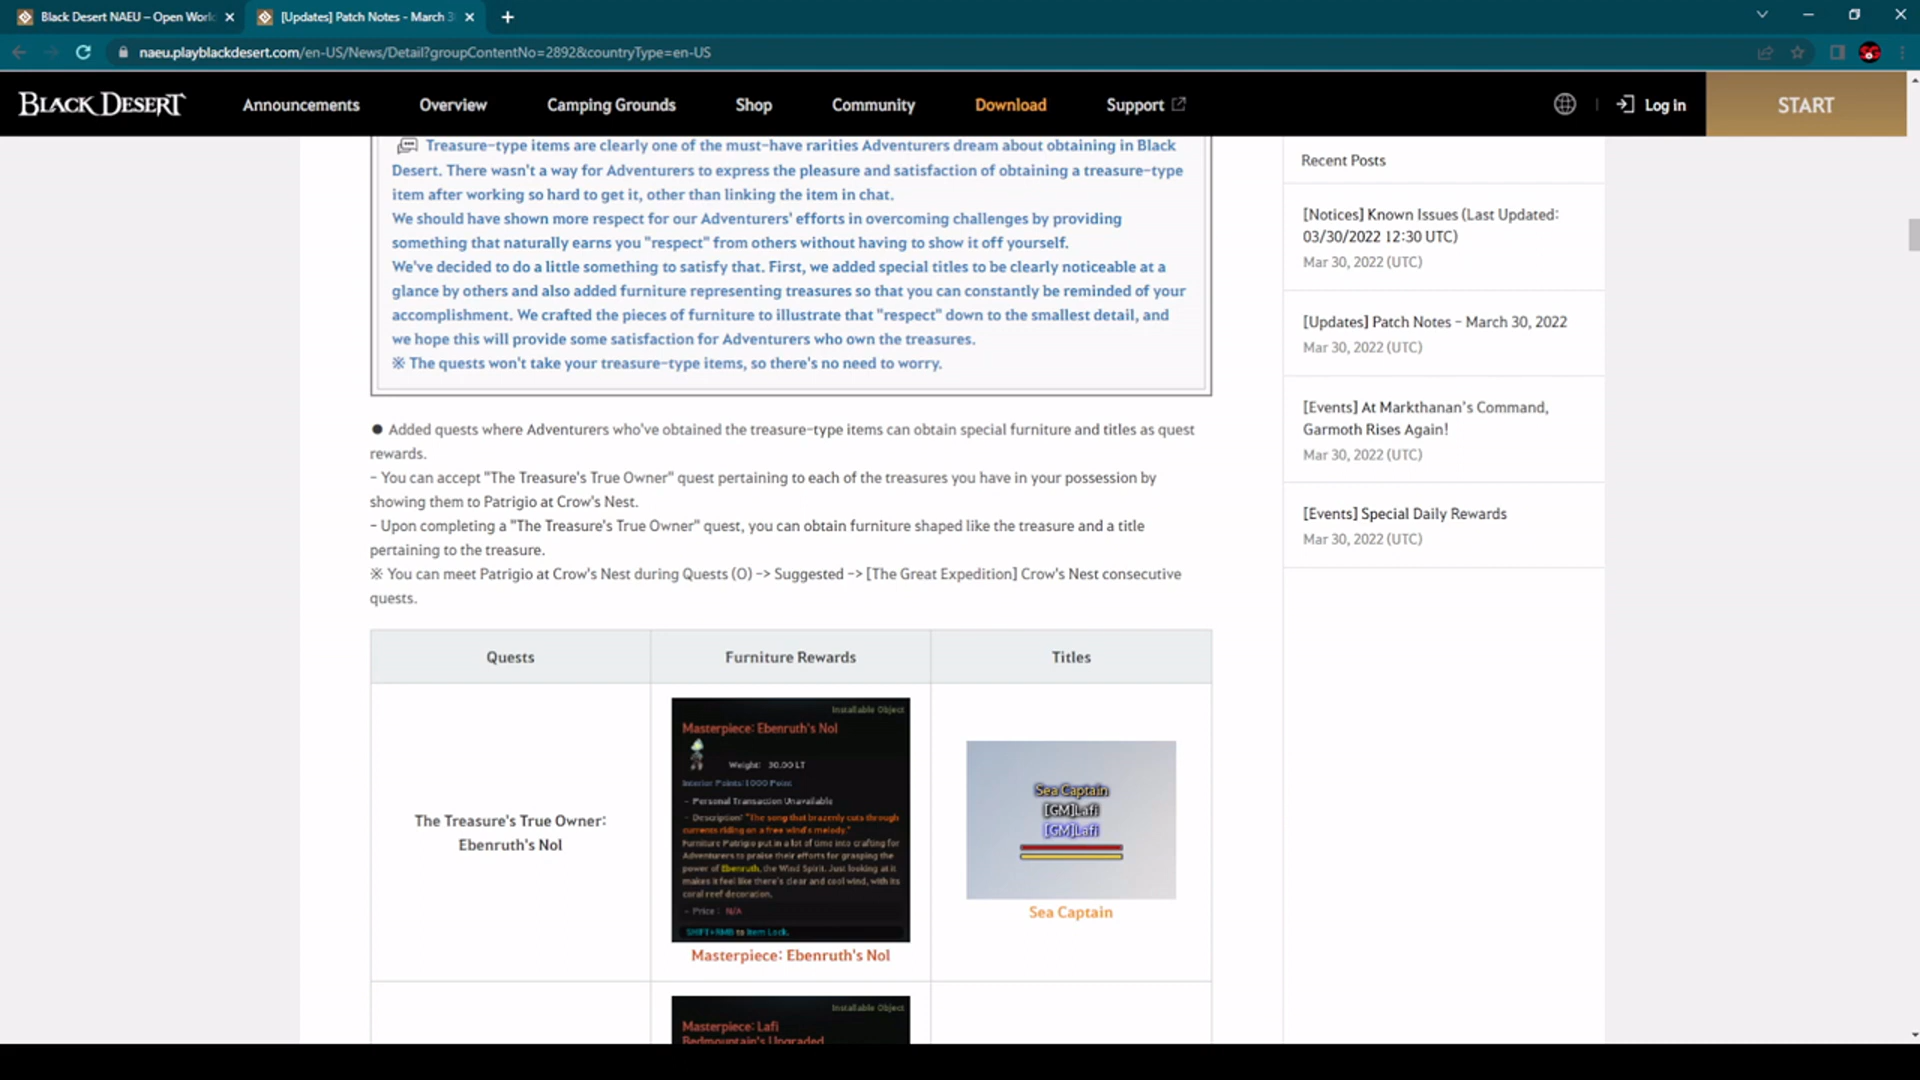 Black Desert NAEU – Open Worl
[Updates] Patch Notes - March 3
naeu.playblackdesert.com/en-US/News/Detail?groupContentNo=2892&countryType=en-US
BLACK DESERT
Announcements
Overview
Camping Grounds
Shop
Community
Download
Support
Log in
START
Treasure-type items are clearly one of the must-have rarities Adventurers dream about obtaining in Black
Desert. There wasn't a way for Adventurers to express the pleasure and satisfaction of obtaining a treasure-type
item after working so hard to get it, other than linking the item in chat.
We should have shown more respect for our Adventurers' efforts in overcoming challenges by providing
something that naturally earns you "respect" from others without having to show it off yourself.
We've decided to do a little something to satisfy that. First, we added special titles to be clearly noticeable at a
glance by others and also added furniture representing treasures so that you can constantly be reminded of your
accomplishment. We crafted the pieces of furniture to illustrate that "respect" down to the smallest detail, and
we hope this will provide some satisfaction for Adventurers who own the treasures.
※ The quests won't take your treasure-type items, so there's no need to worry.
● Added quests where Adventurers who've obtained the treasure-type items can obtain special furniture and titles as quest
rewards.
- You can accept "The Treasure's True Owner" quest pertaining to each of the treasures you have in your possession by
showing them to Patrigio at Crow's Nest.
- Upon completing a "The Treasure's True Owner" quest, you can obtain furniture shaped like the treasure and a title
pertaining to the treasure.
※ You can meet Patrigio at Crow's Nest during Quests (O) -> Suggested -> [The Great Expedition] Crow's Nest consecutive
quests.
Quests
Furniture Rewards
Titles
The Treasure's True Owner:
Ebenruth's Nol
Installable Object
Masterpiece: Ebenruth's Nol
Weight: 30.00 LT
Interior Points: 1000 Point
- Personal Transaction Unavailable
- Description: "The song that brazenly cuts through
currents riding on a free wind's melody."
Furniture Patrigio put in a lot of time into crafting for
Adventurers to praise their efforts for grasping the
power of Ebenruth, the Wind Spirit. Just looking at it
makes it feel like there's clear and cool wind, with its
coral reef decoration.
- Price : N/A
SHIFT+RMB to Item Lock.
Masterpiece: Ebenruth's Nol
Sea Captain
[GM]Lafi
[GM]Lafi
Sea Captain
Installable Object
Masterpiece: Lafi
Bedmountain's Upgraded
Recent Posts
[Notices] Known Issues (Last Updated:
03/30/2022 12:30 UTC)
Mar 30, 2022 (UTC)
[Updates] Patch Notes - March 30, 2022
Mar 30, 2022 (UTC)
[Events] At Markthanan's Command,
Garmoth Rises Again!
Mar 30, 2022 (UTC)
[Events] Special Daily Rewards
Mar 30, 2022 (UTC)